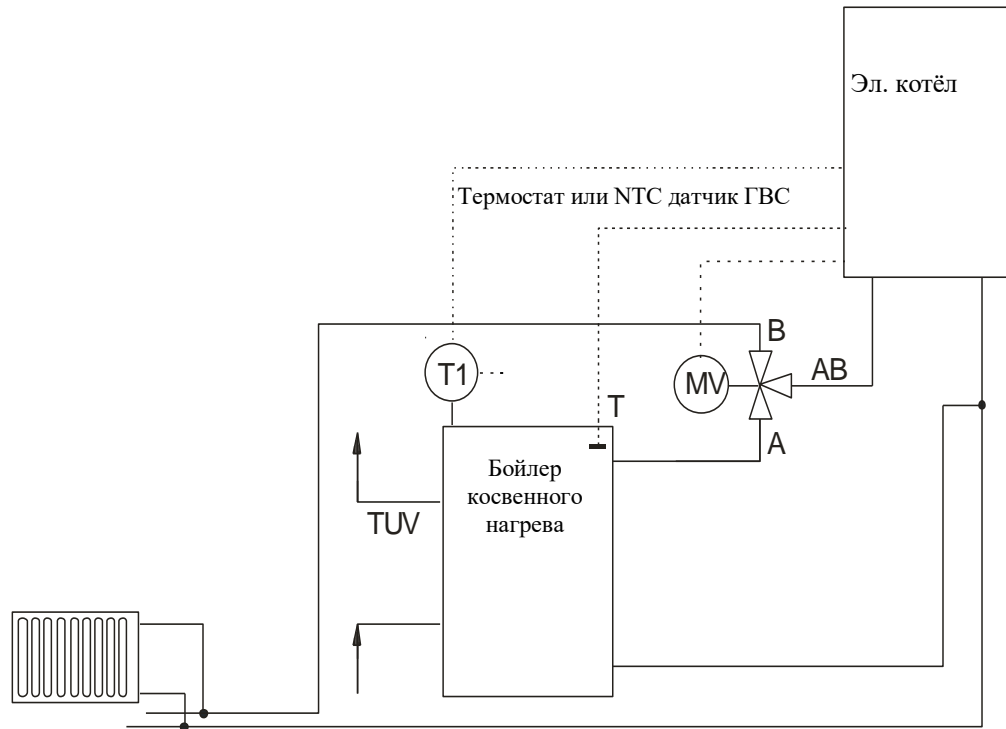 Эл. котёл
Термостат или NTC датчик ГВС
B
T1
MV
AB
T
A
Бойлер
косвенного
нагрева
TUV